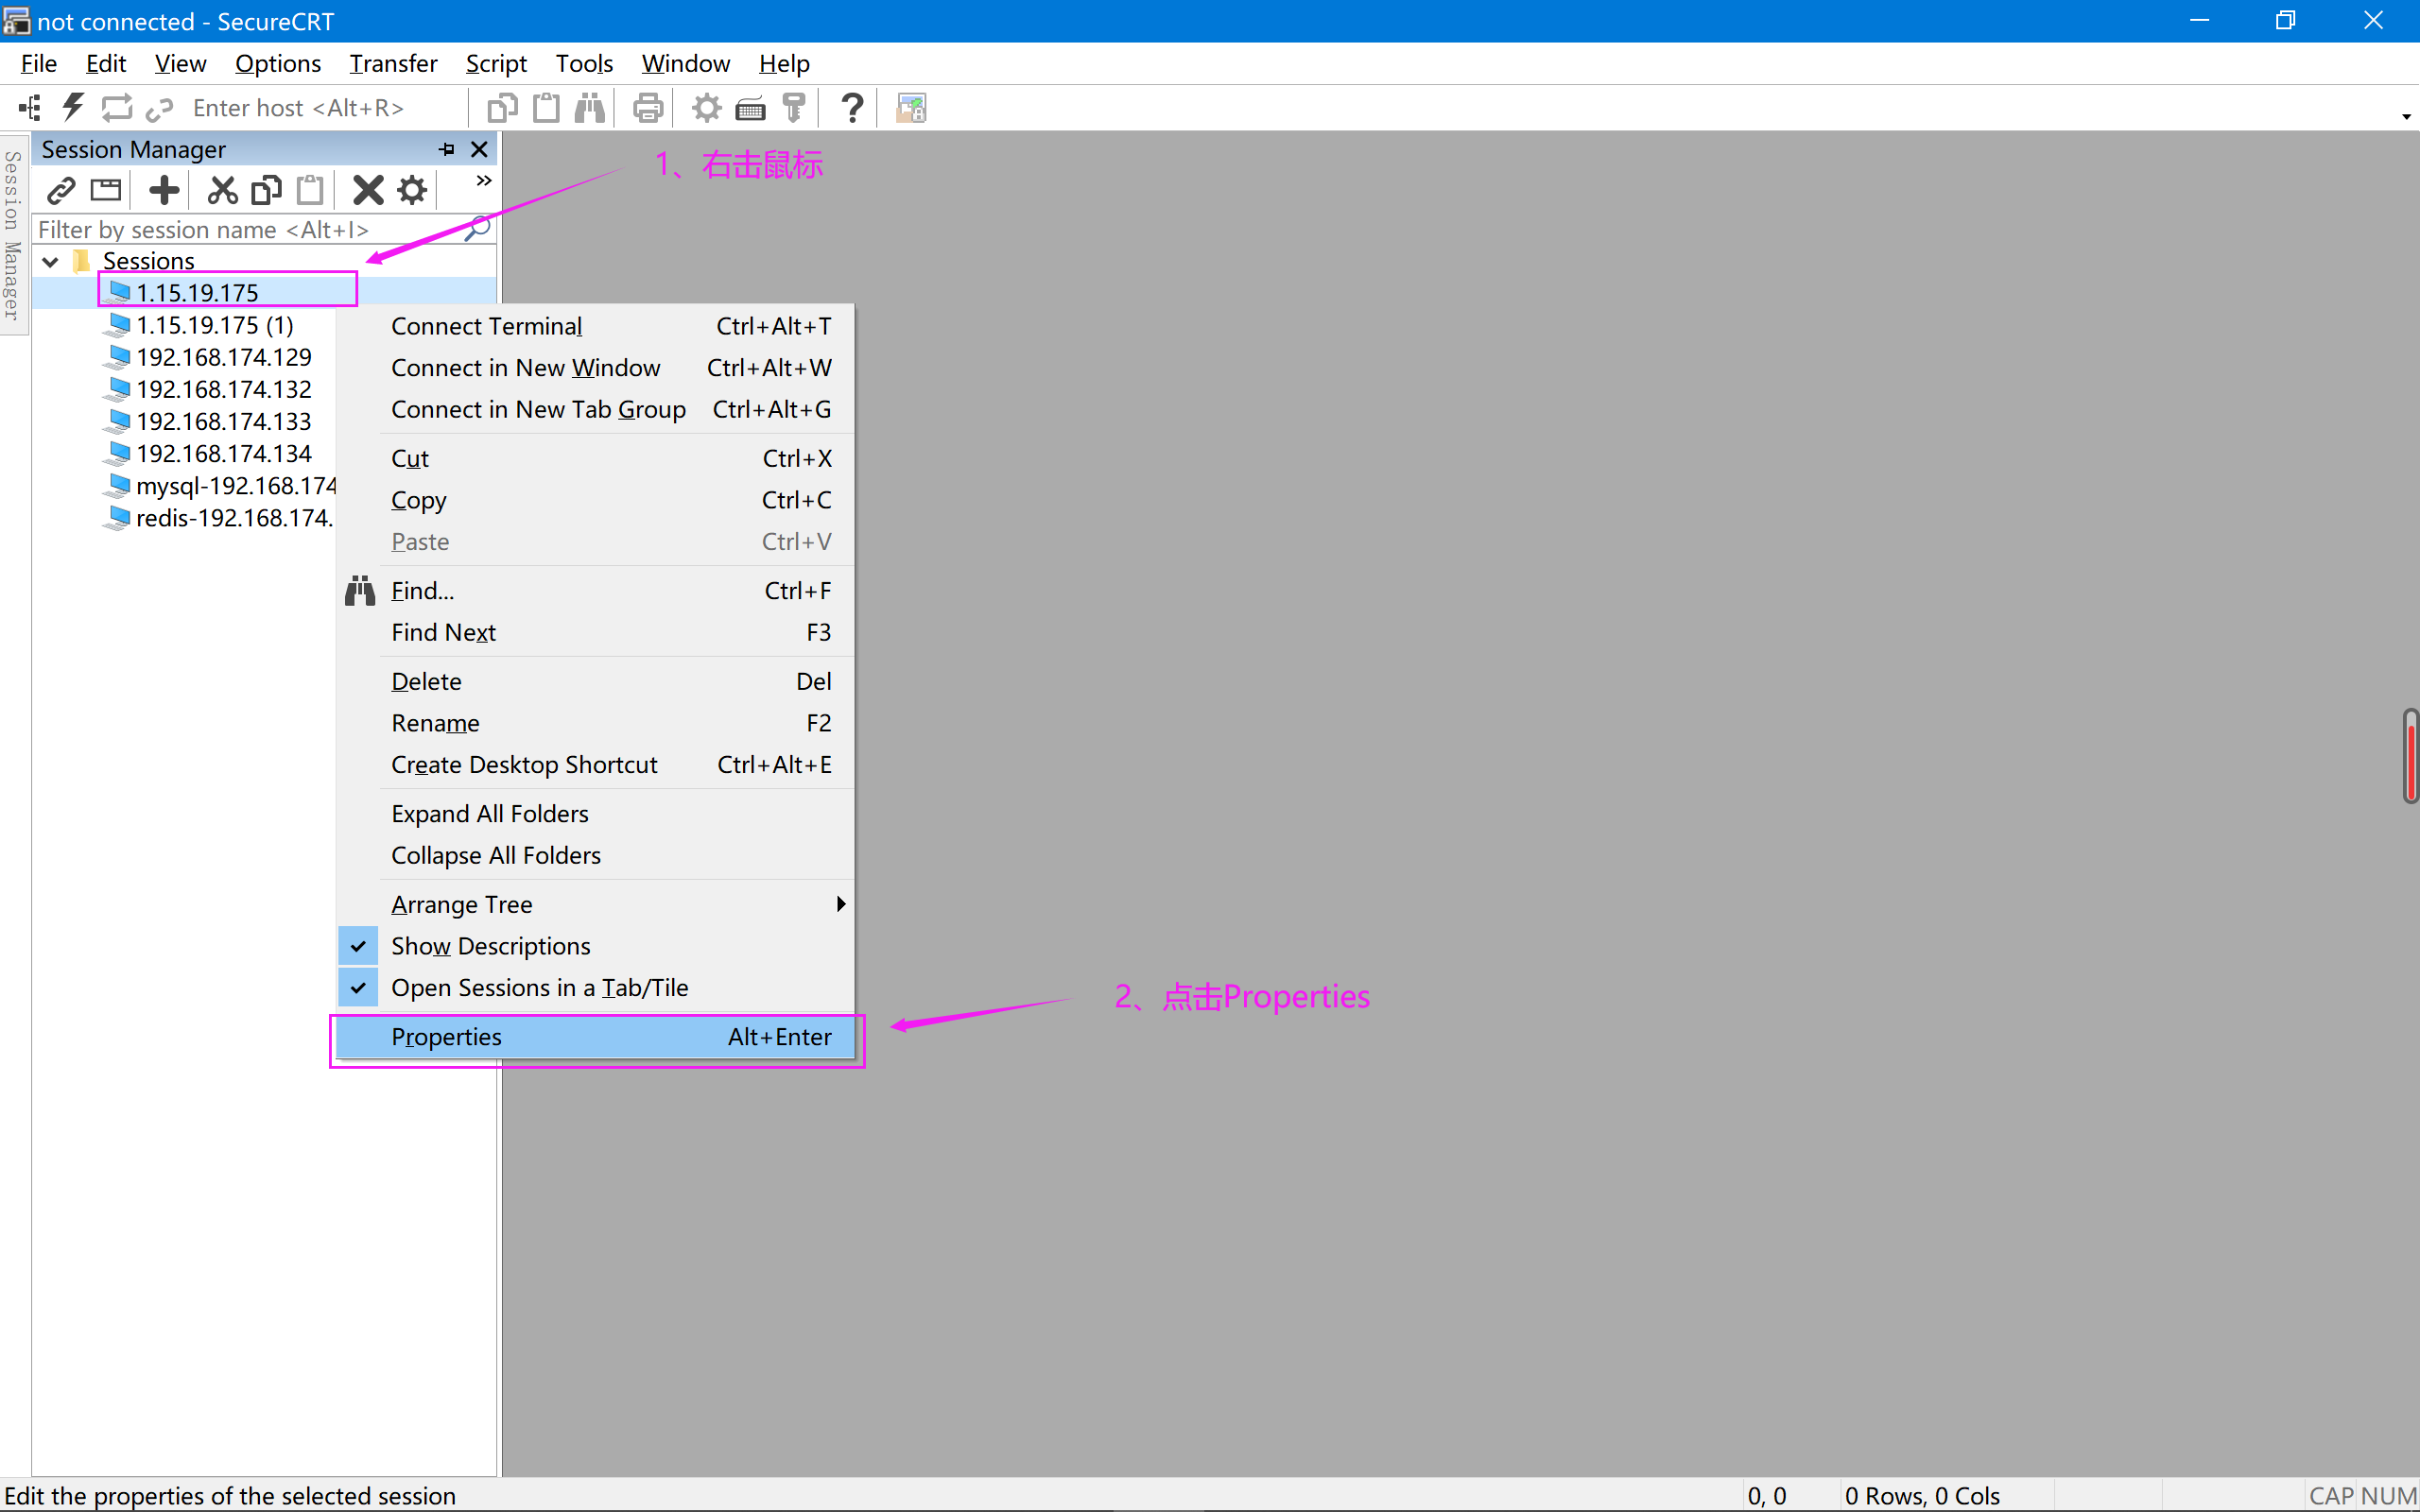 not connected - SecureCRT
File Edit View Options Transfer Script Tools Window Help
Enter host <Alt+R>
Session Manager
Session Manager
1、右击鼠标
Filter by session name <Alt+I>
Sessions
1.15.19.175
1.15.19.175 (1)
192.168.174.129
192.168.174.132
192.168.174.133
192.168.174.134
mysql-192.168.174
redis-192.168.174.
Connect Terminal Ctrl+Alt+T
Connect in New Window Ctrl+Alt+W
Connect in New Tab Group Ctrl+Alt+G
Cut Ctrl+X
Copy Ctrl+C
Paste Ctrl+V
Find... Ctrl+F
Find Next F3
Delete Del
Rename F2
Create Desktop Shortcut Ctrl+Alt+E
Expand All Folders
Collapse All Folders
Arrange Tree
Show Descriptions
Open Sessions in a Tab/Tile
2、点击Properties
Properties Alt+Enter
Edit the properties of the selected session 0, 0 0 Rows, 0 Cols CAP NUM